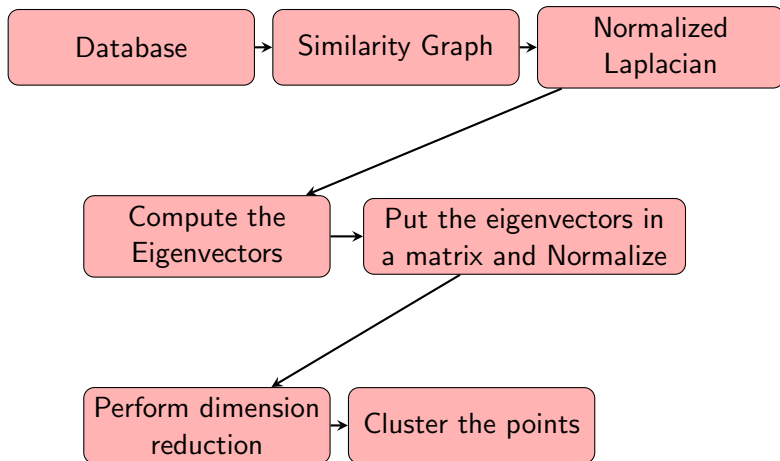 Database
Similarity Graph
Normalized
Laplacian
Compute the
Eigenvectors
Put the eigenvectors in
a matrix and Normalize
Perform dimension
reduction
Cluster the points